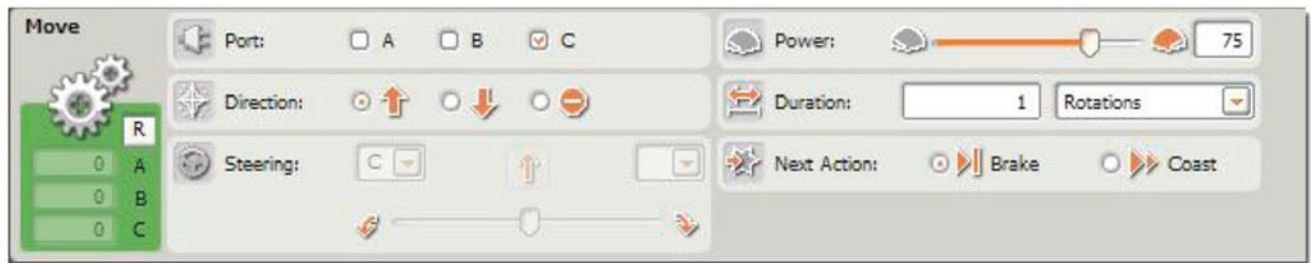 Move
Port: A B C
Power: 75
Direction:
Duration: 1 Rotations
R
0 A
0 B
0 C
Steering: C
Next Action: Brake Coast